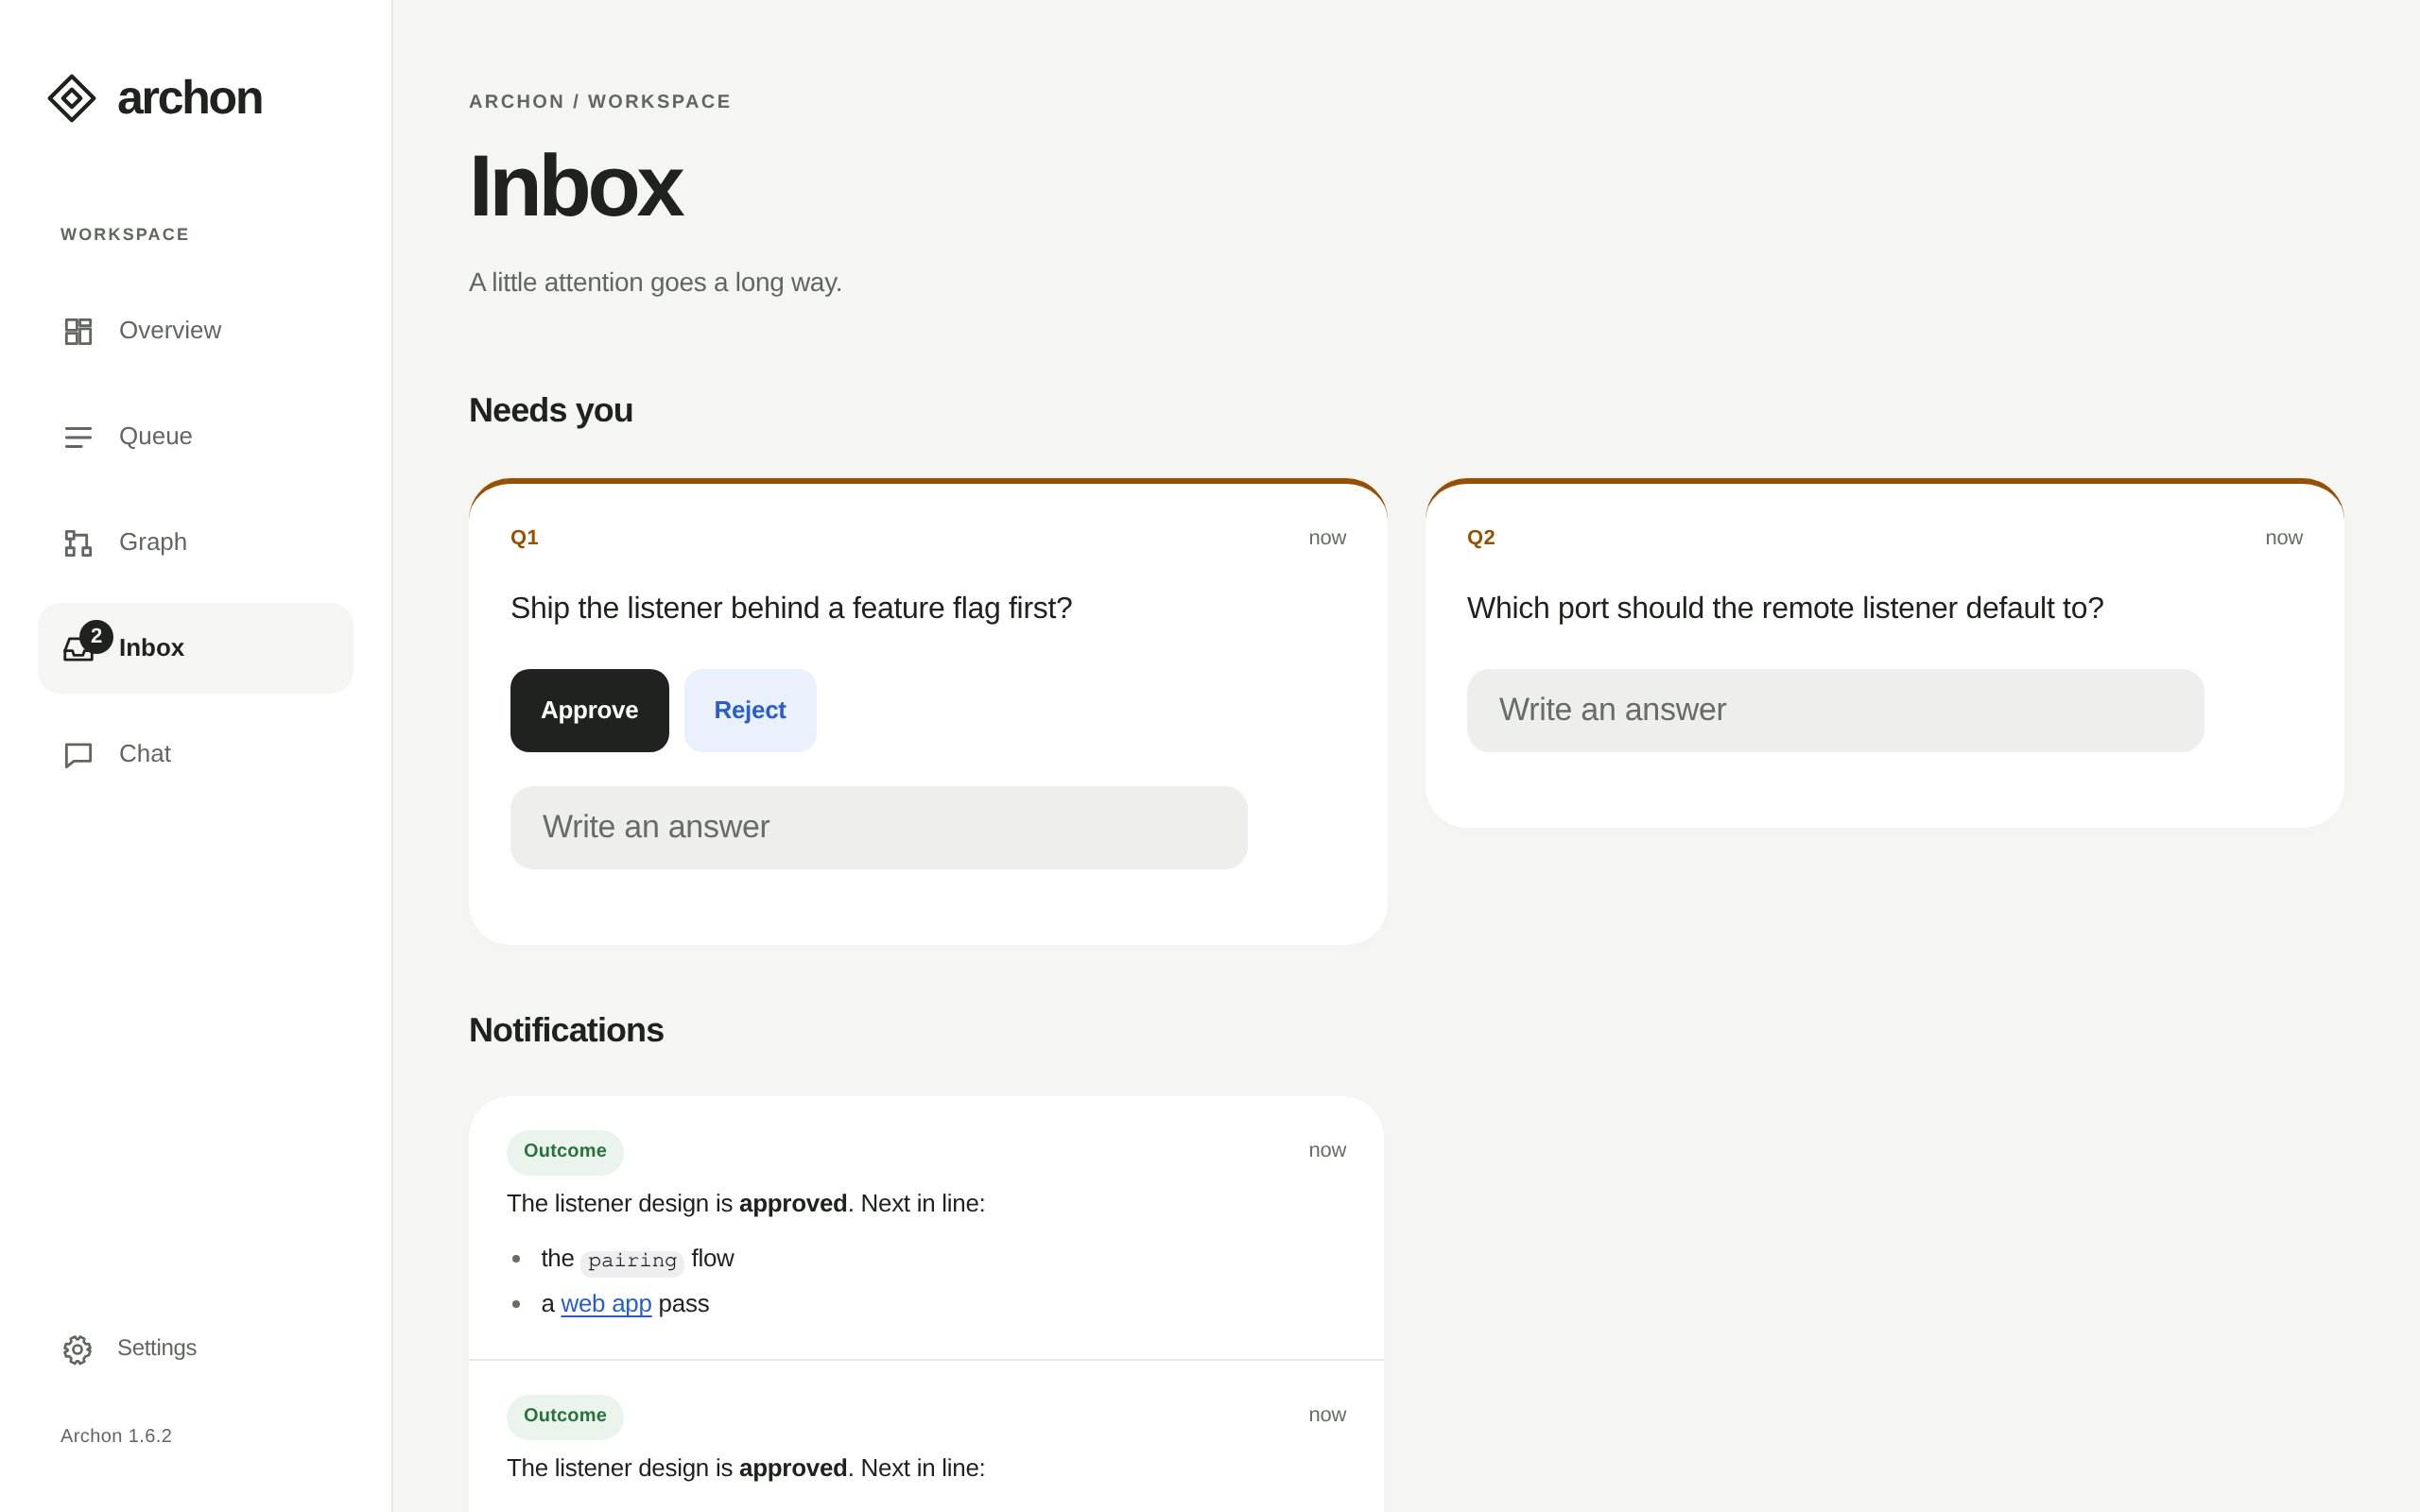 archon
WORKSPACE
Overview
Queue
Graph
2
Inbox
Chat
Settings
Archon 1.6.2
ARCHON / WORKSPACE
Inbox
A little attention goes a long way.
Needs you
Q1 now
Ship the listener behind a feature flag first?
Approve Reject
Write an answer
Q2 now
Which port should the remote listener default to?
Write an answer
Notifications
Outcome now
The listener design is approved. Next in line:
• the pairing flow
• a web app pass
Outcome now
The listener design is approved. Next in line: